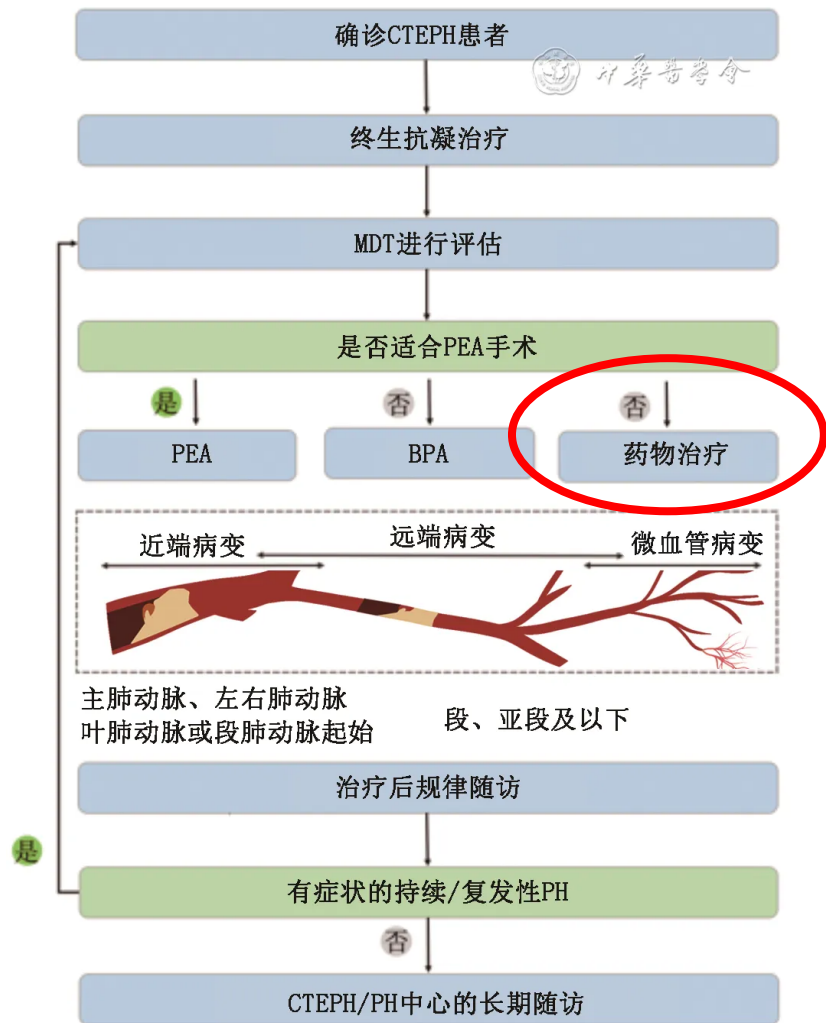 确诊CTEPH患者
中华医学会
终生抗凝治疗
MDT进行评估
是否适合PEA手术
是 否 否
PEA BPA 药物治疗
近端病变 远端病变 微血管病变
主肺动脉、左右肺动脉
叶肺动脉或段肺动脉起始 段、亚段及以下
治疗后规律随访
是
有症状的持续/复发性PH
否
CTEPH/PH中心的长期随访